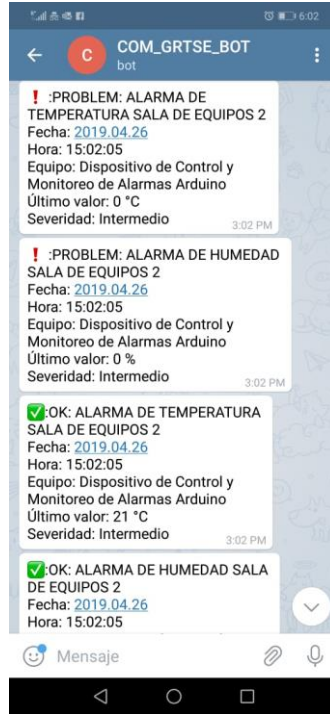 6:02
C
COM_GRTSE_BOT
bot
❗ :PROBLEM: ALARMA DE
TEMPERATURA SALA DE EQUIPOS 2
Fecha: 2019.04.26
Hora: 15:02:05
Equipo: Dispositivo de Control y
Monitoreo de Alarmas Arduino
Último valor: 0 °C
Severidad: Intermedio
3:02 PM
❗ :PROBLEM: ALARMA DE HUMEDAD
SALA DE EQUIPOS 2
Fecha: 2019.04.26
Hora: 15:02:05
Equipo: Dispositivo de Control y
Monitoreo de Alarmas Arduino
Último valor: 0 %
Severidad: Intermedio
3:02 PM
✅:OK: ALARMA DE TEMPERATURA
SALA DE EQUIPOS 2
Fecha: 2019.04.26
Hora: 15:02:05
Equipo: Dispositivo de Control y
Monitoreo de Alarmas Arduino
Último valor: 21 °C
Severidad: Intermedio
3:02 PM
✅:OK: ALARMA DE HUMEDAD SALA
DE EQUIPOS 2
Fecha: 2019.04.26
Hora: 15:02:05
Mensaje